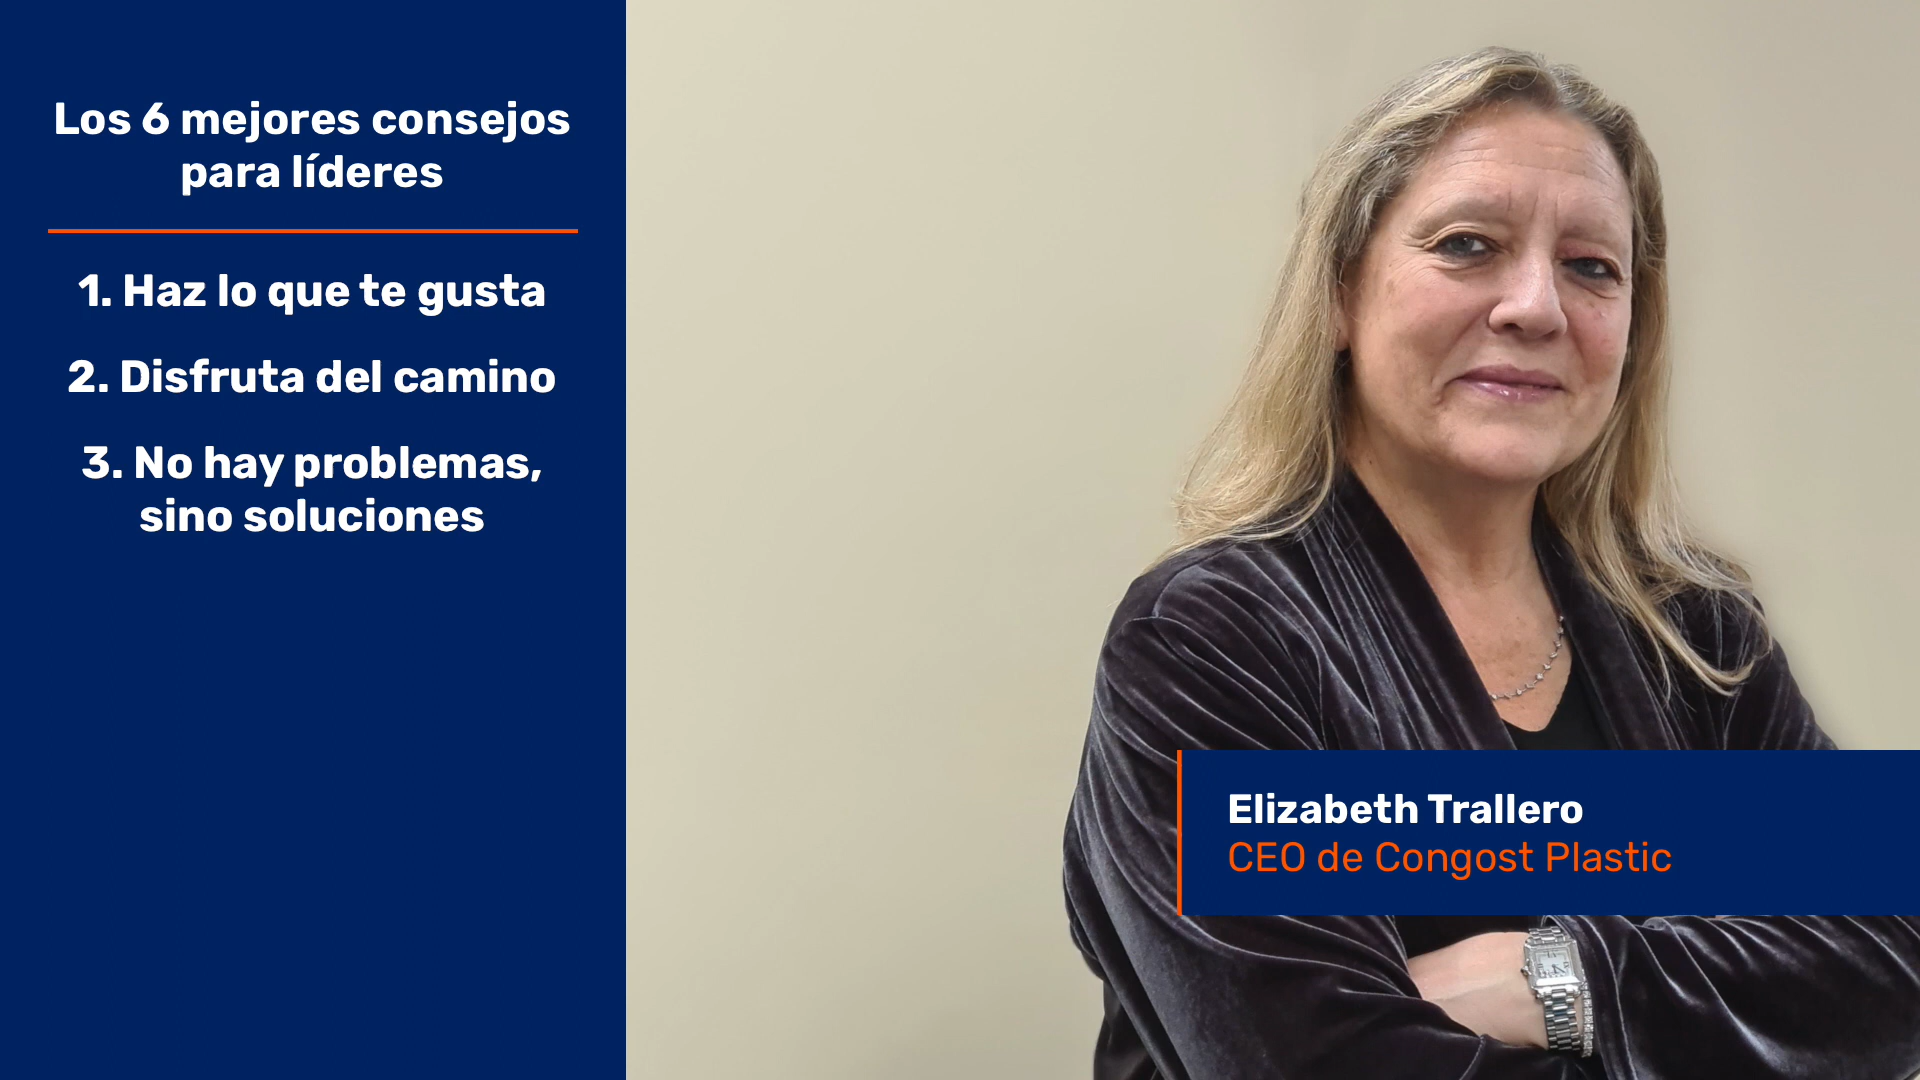 Los 6 mejores consejos
para líderes
1. Haz lo que te gusta
2. Disfruta del camino
3. No hay problemas,
sino soluciones
Elizabeth Trallero
CEO de Congost Plastic